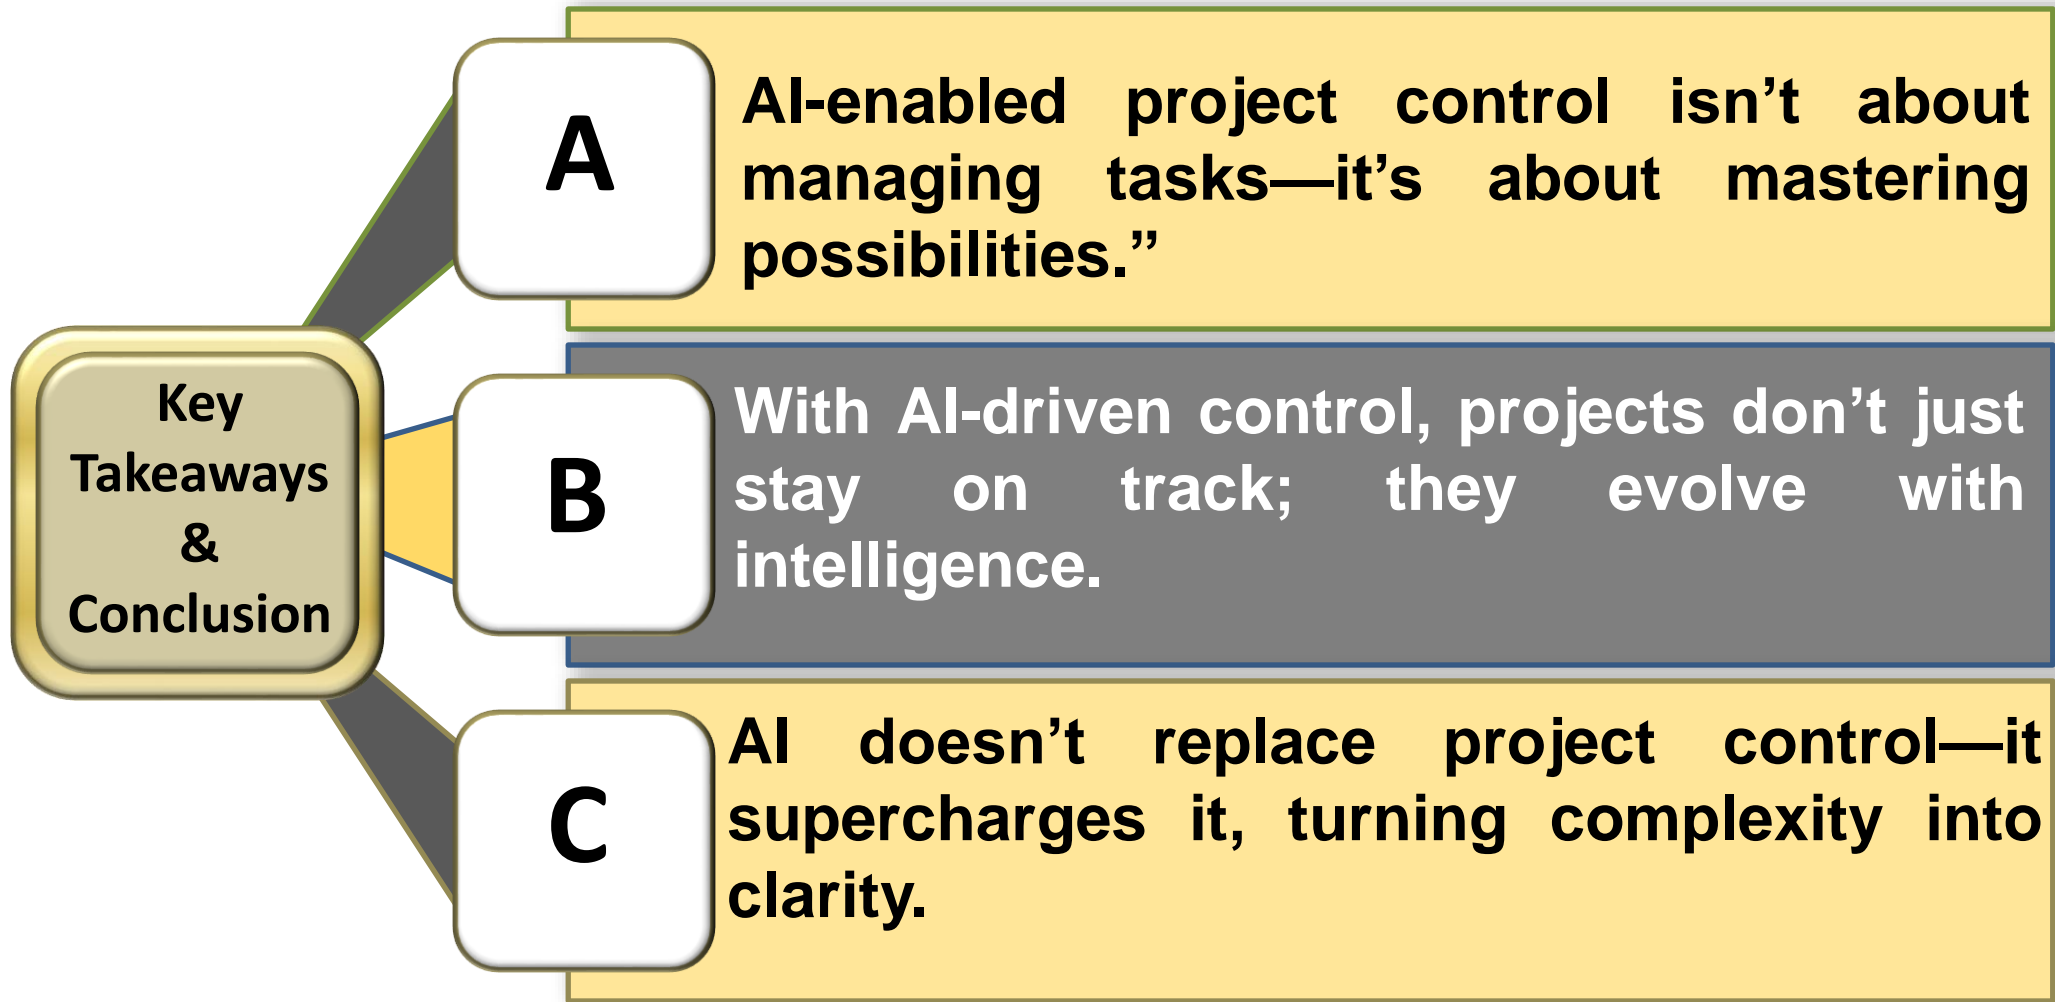 Key
Takeaways
&
Conclusion
A
AI-enabled project control isn’t about
managing tasks—it’s about mastering
possibilities.”
B
With AI-driven control, projects don’t just
stay on track; they evolve with
intelligence.
C
AI doesn’t replace project control—it
supercharges it, turning complexity into
clarity.